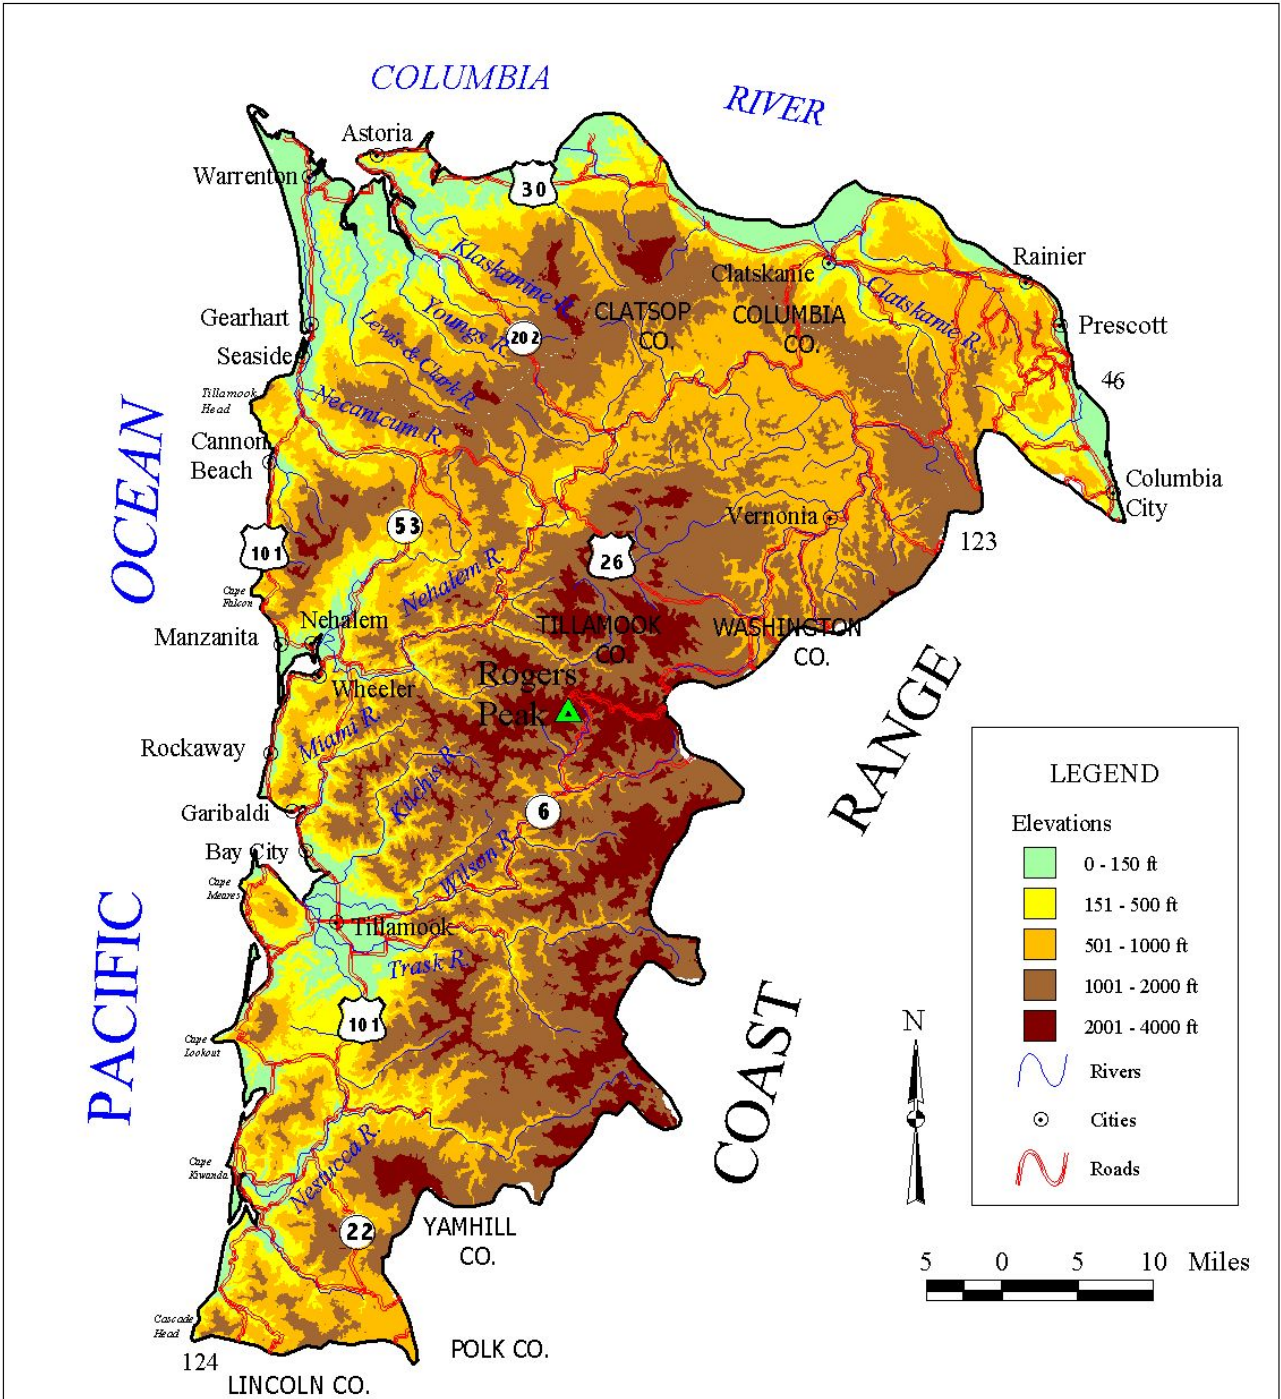 COLUMBIA
RIVER
Astoria
Warrenton
30
Rainier
Klaskanine R.
Clatskanie
Clatskanie R.
Gearhart
Youngs R.
CLATSOP
CO.
COLUMBIA
CO.
Prescott
Lewis & Clark R.
202
Seaside
46
Tillamook
Head
Necanicum R.
Cannon
Beach
OCEAN
Columbia
City
53
Vernonia
101
26
123
Nehalem R.
Cape
Falcon
Nehalem
Manzanita
TILLAMOOK
CO.
WASHINGTON
CO.
Rogers
Peak
Wheeler
RANGE
Miami R.
Rockaway
Kilchis R.
Garibaldi
6
Bay City
Wilson R.
Cape
Meares
Tillamook
Trask R.
PACIFIC
101
Cape
Lookout
COAST
Cape
Kiwanda
Nestucca R.
22
YAMHILL
CO.
Cascade
Head
124
POLK CO.
LINCOLN CO.
LEGEND
Elevations
0 - 150 ft
151 - 500 ft
501 - 1000 ft
1001 - 2000 ft
2001 - 4000 ft
Rivers
Cities
Roads
N
5 0 5 10 Miles